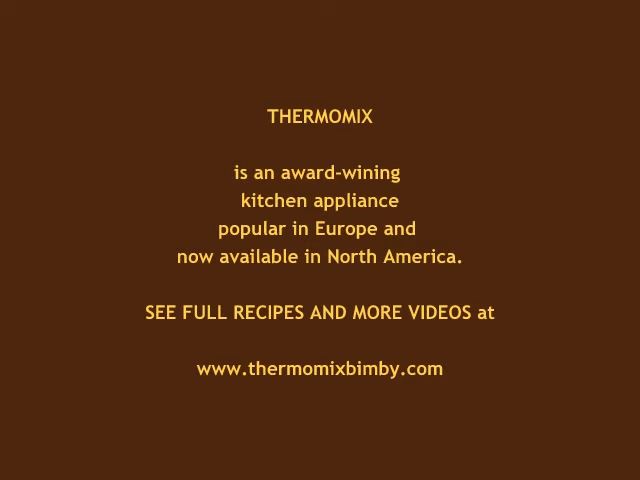 THERMOMIX
is an award-wining
kitchen appliance
popular in Europe and
now available in North America.
SEE FULL RECIPES AND MORE VIDEOS at
www.thermomixbimby.com